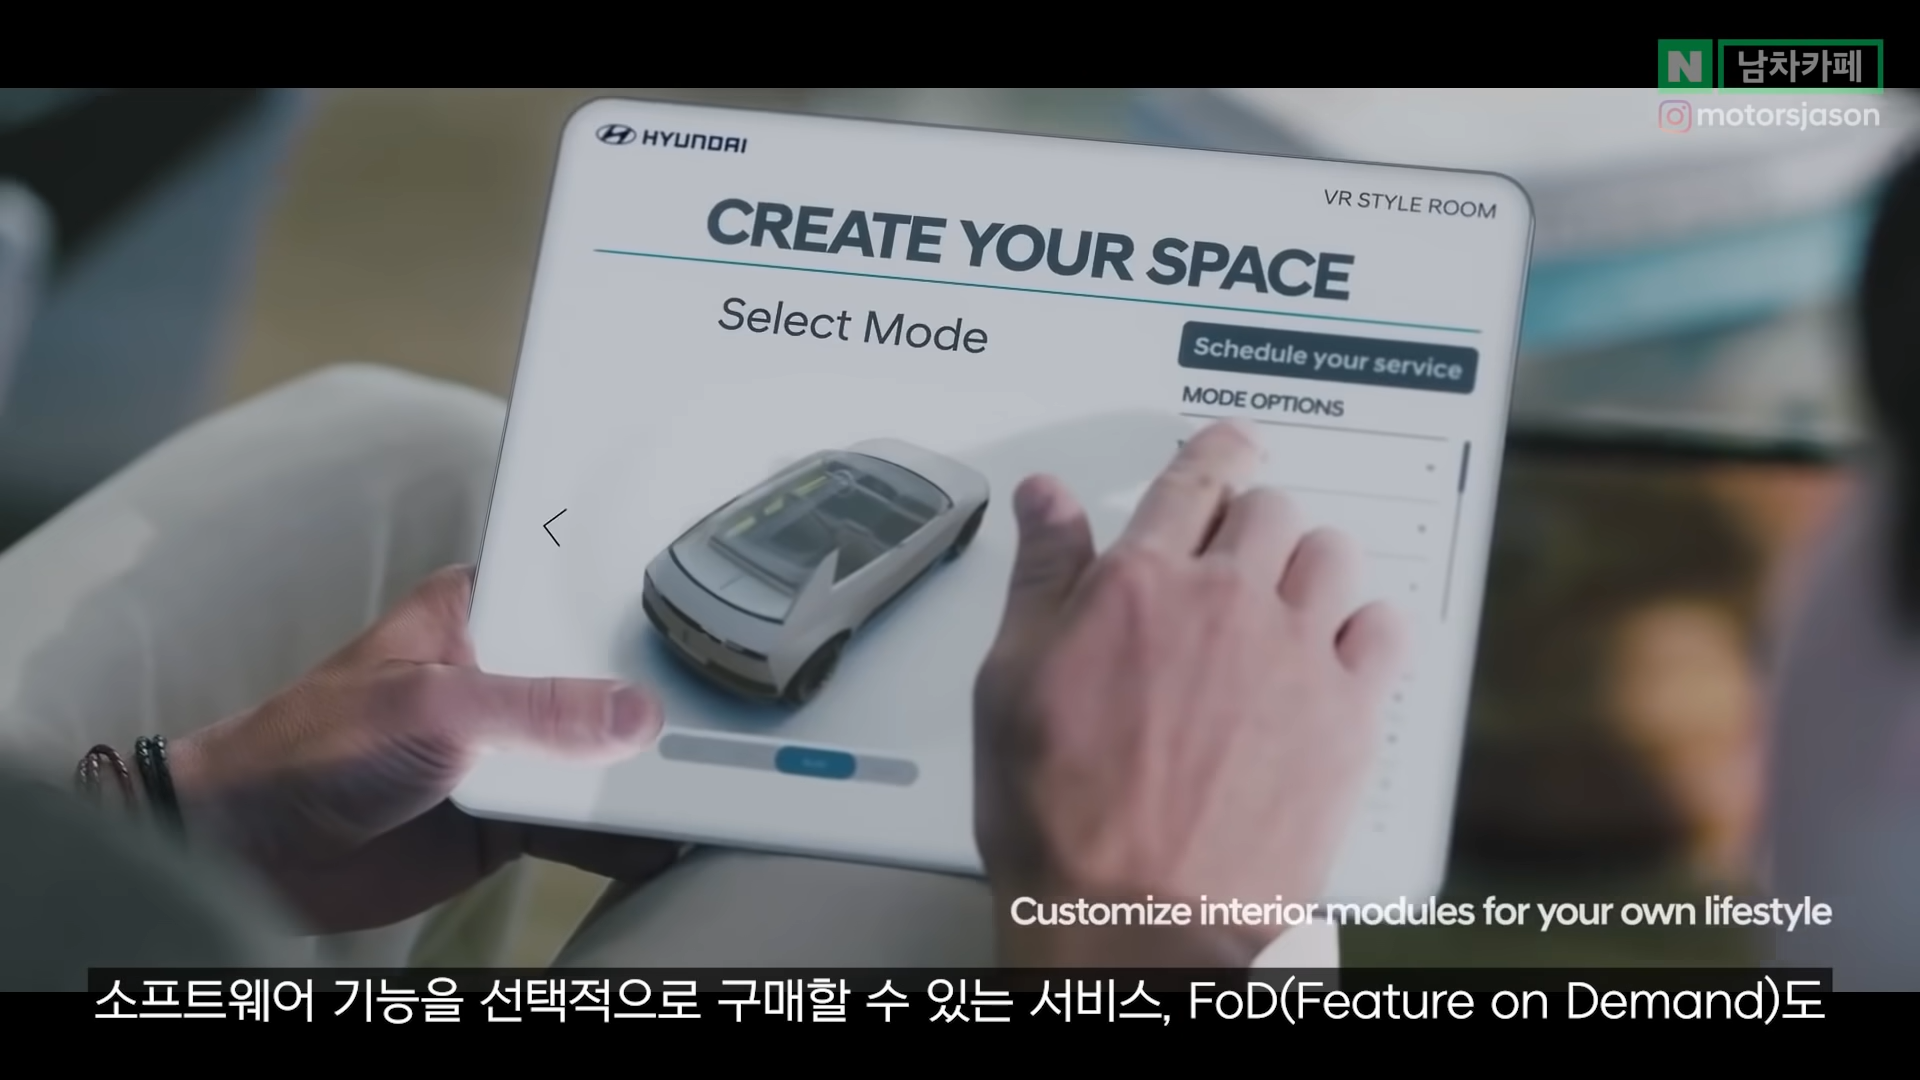 N 남차카페
motorsjason
HYUNDAI
VR STYLE ROOM
CREATE YOUR SPACE
Select Mode
Schedule your service
MODE OPTIONS
Customize interior modules for your own lifestyle
소프트웨어 기능을 선택적으로 구매할 수 있는 서비스, FoD(Feature on Demand)도